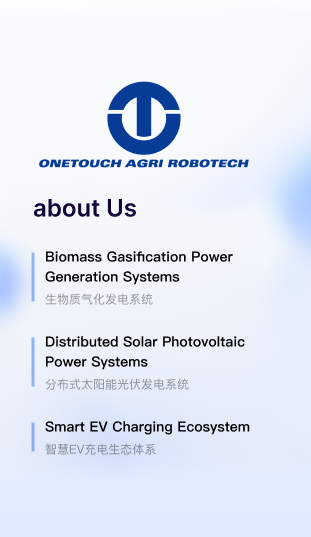 ONETOUCH AGRI ROBOTECH
about Us
Biomass Gasification Power
Generation Systems
生物质气化发电系统
Distributed Solar Photovoltaic
Power Systems
分布式太阳能光伏发电系统
Smart EV Charging Ecosystem
智慧EV充电生态体系